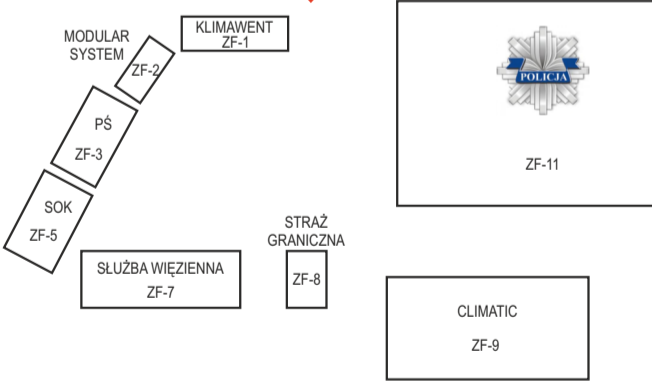 KLIMAWENT
ZF-1
MODULAR
SYSTEM
ZF-2
PŚ
ZF-3
SOK
ZF-5
SŁUŻBA WIĘZIENNA
ZF-7
STRAŻ
GRANICZNA
ZF-8
POLICJA
ZF-11
CLIMATIC
ZF-9